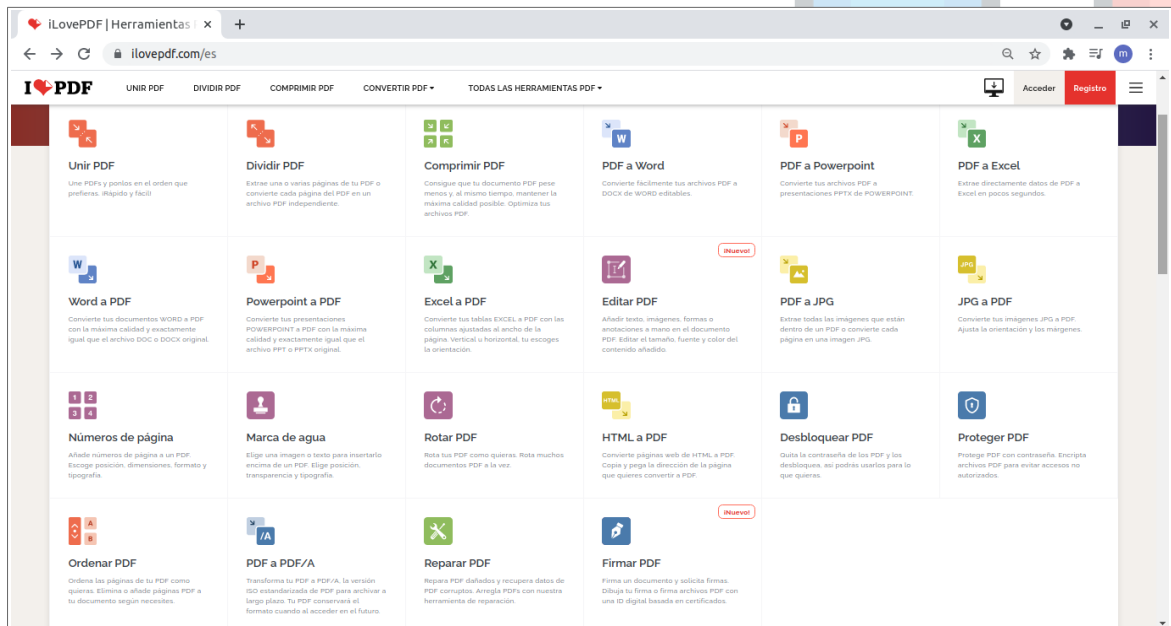 iLovePDF | Herramientas
ilovepdf.com/es
m
I PDF
UNIR PDF
DIVIDIR PDF
COMPRIMIR PDF
CONVERTIR PDF
TODAS LAS HERRAMIENTAS PDF
Acceder
Registro
Unir PDF
Une PDFs y ponlos en el orden que
prefieras. ¡Rápido y fácil!
Dividir PDF
Extrae una o varias páginas de tu PDF o
convierte cada página del PDF en un
archivo PDF independiente.
Comprimir PDF
Consigue que tu documento PDF pese
menos y, al mismo tiempo, mantener la
máxima calidad posible. Optimiza tus
archivos PDF.
W
PDF a Word
Convierte fácilmente tus archivos PDF a
DOCX de WORD editables.
P
PDF a Powerpoint
Convierte tus archivos PDF a
presentaciones PPTX de POWERPOINT.
X
PDF a Excel
Extrae directamente datos de PDF a
Excel en pocos segundos.
W
Word a PDF
Convierte tus documentos WORD a PDF
con la máxima calidad y exactamente
igual que el archivo DOC o DOCX original.
P
Powerpoint a PDF
Convierte tus presentaciones
POWERPOINT a PDF con la máxima
calidad y exactamente igual que el
archivo PPT o PPTX original.
X
Excel a PDF
Convierte tus tablas EXCEL a PDF con las
columnas ajustadas al ancho de la
página. Vertical u horizontal, tu escoges
la orientación.
¡Nuevo!
Editar PDF
Añadir texto, imágenes, formas o
anotaciones a mano en el documento
PDF. Editar el tamaño, fuente y color del
contenido añadido.
PDF a JPG
Extrae todas las imágenes que están
dentro de un PDF o convierte cada
página en una imagen JPG.
JPG
JPG a PDF
Convierte tus imágenes JPG a PDF.
Ajusta la orientación y los márgenes.
1 2
3 4
Números de página
Añade números de página a un PDF.
Escoge posición, dimensiones, formato y
tipografía.
Marca de agua
Elige una imagen o texto para insertarlo
encima de un PDF. Elige posición,
transparencia y tipografía.
Rotar PDF
Rota tus PDF como quieras. Rota muchos
documentos PDF a la vez.
HTML
HTML a PDF
Convierte páginas web de HTML a PDF.
Copia y pega la dirección de la página
que quieres convertir a PDF.
Desbloquear PDF
Quita la contraseña de los PDF y los
desbloquea, así podrás usarlos para lo
que quieras.
Proteger PDF
Protege PDF con contraseña. Encripta
archivos PDF para evitar accesos no
autorizados.
A
B
Ordenar PDF
Ordena las páginas de tu PDF como
quieras. Elimina o añade páginas PDF a
tu documento según necesites.
/A
PDF a PDF/A
Transforma tu PDF a PDF/A, la versión
ISO estandarizada de PDF para archivar a
largo plazo. Tu PDF conservará el
formato cuando al acceder en el futuro.
Reparar PDF
Repara PDF dañados y recupera datos de
PDF corruptos. Arregla PDFs con nuestra
herramienta de reparación.
¡Nuevo!
Firmar PDF
Firma un documento y solicita firmas.
Dibuja tu firma o firma archivos PDF con
una ID digital basada en certificados.